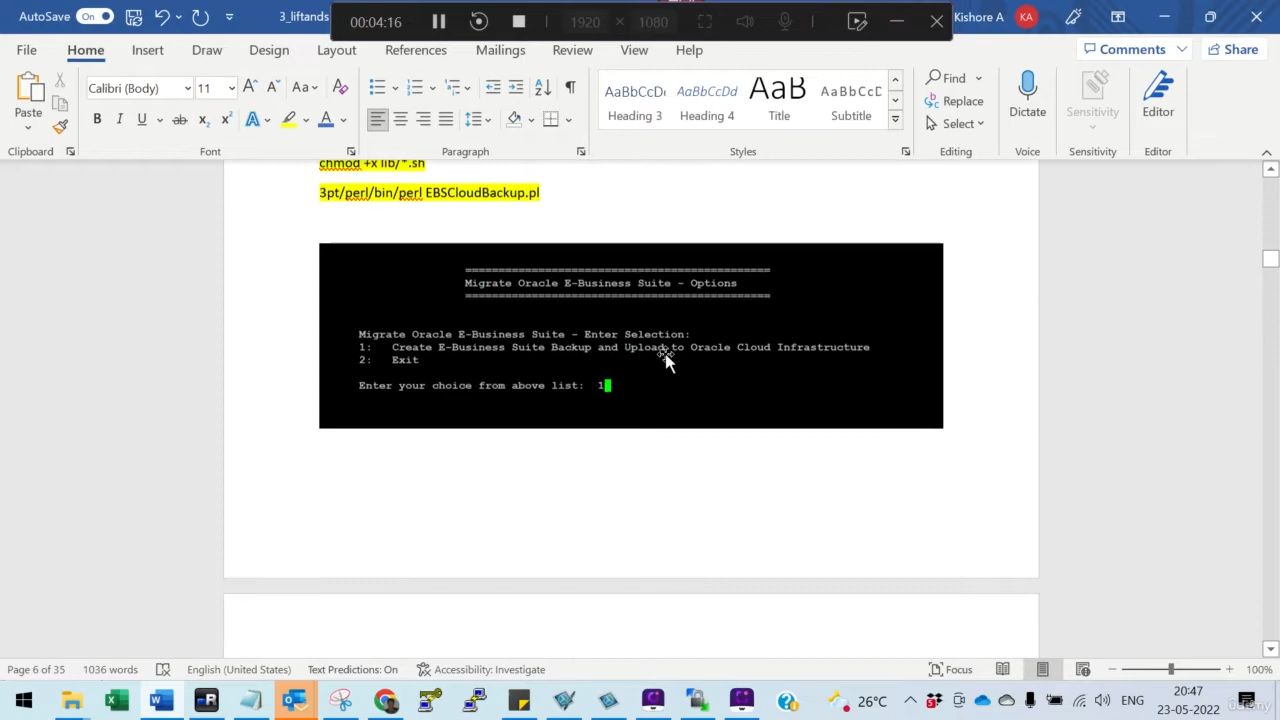 AutoSave On 3_liftands 00:04:16 1920 × 1080 Kishore A KA
File Home Insert Draw Design Layout References Mailings Review View Help Comments Share
Paste Calibri (Body) 11 Aa AaBbCcDc AaBbCcDd AaB AaBbCcD Find Replace Select Dictate Sensitivity Editor
Heading 3 Heading 4 Title Subtitle
Clipboard Font Paragraph Styles Editing Voice Sensitivity Editor
chmod +x lib/*.sh
3pt/perl/bin/perl EBSCloudBackup.pl
==============================================
Migrate Oracle E-Business Suite ~ Options
==============================================
Migrate Oracle E-Business Suite - Enter Selection:
1: Create E-Business Suite Backup and Upload to Oracle Cloud Infrastructure
2: Exit
Enter your choice from above list: 1
Page 6 of 35 1036 words English (United States) Text Predictions: On Accessibility: Investigate Focus 100%
26°C ENG 20:47
23-05-2022
Udemy